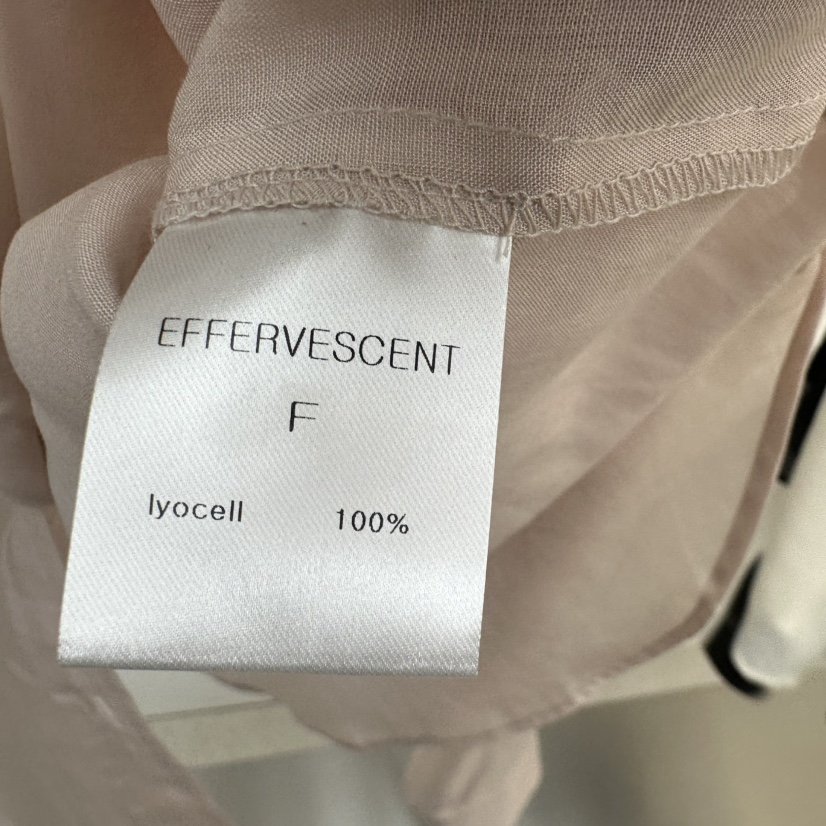 EFFERVESCENT
F
lyocell 100%